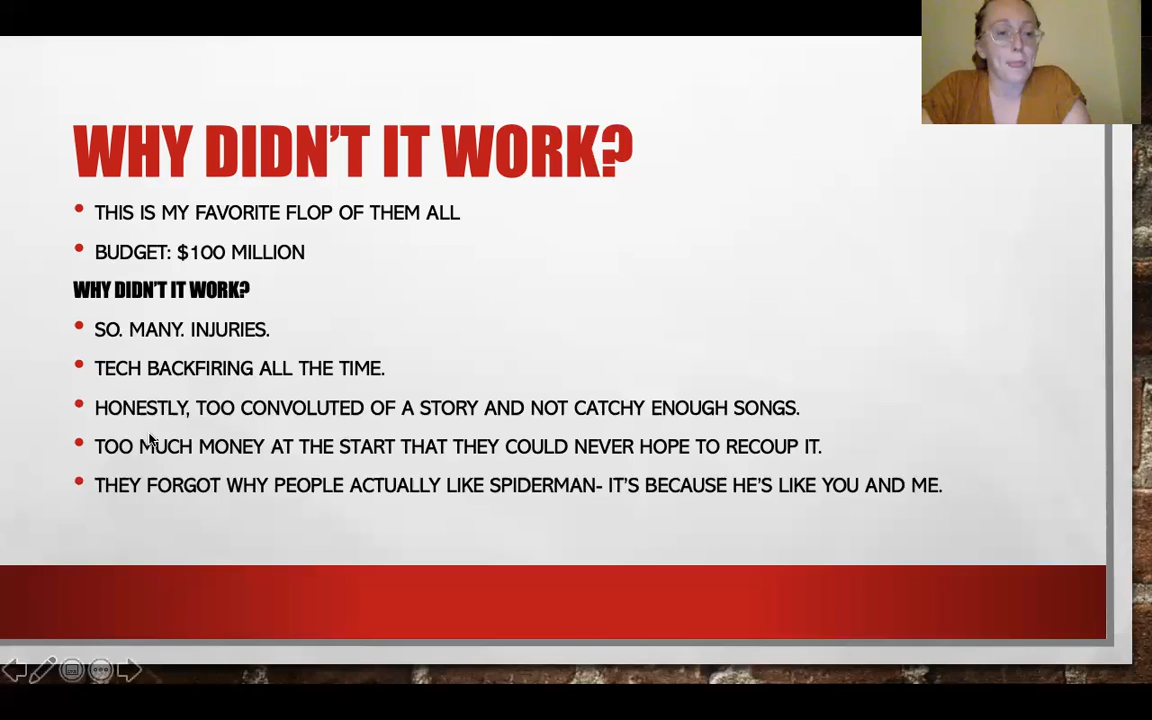 WHY DIDN'T IT WORK?
• THIS IS MY FAVORITE FLOP OF THEM ALL
• BUDGET: $100 MILLION
WHY DIDN'T IT WORK?
• SO. MANY. INJURIES.
• TECH BACKFIRING ALL THE TIME.
• HONESTLY, TOO CONVOLUTED OF A STORY AND NOT CATCHY ENOUGH SONGS.
• TOO MUCH MONEY AT THE START THAT THEY COULD NEVER HOPE TO RECOUP IT.
• THEY FORGOT WHY PEOPLE ACTUALLY LIKE SPIDERMAN- IT'S BECAUSE HE'S LIKE YOU AND ME.